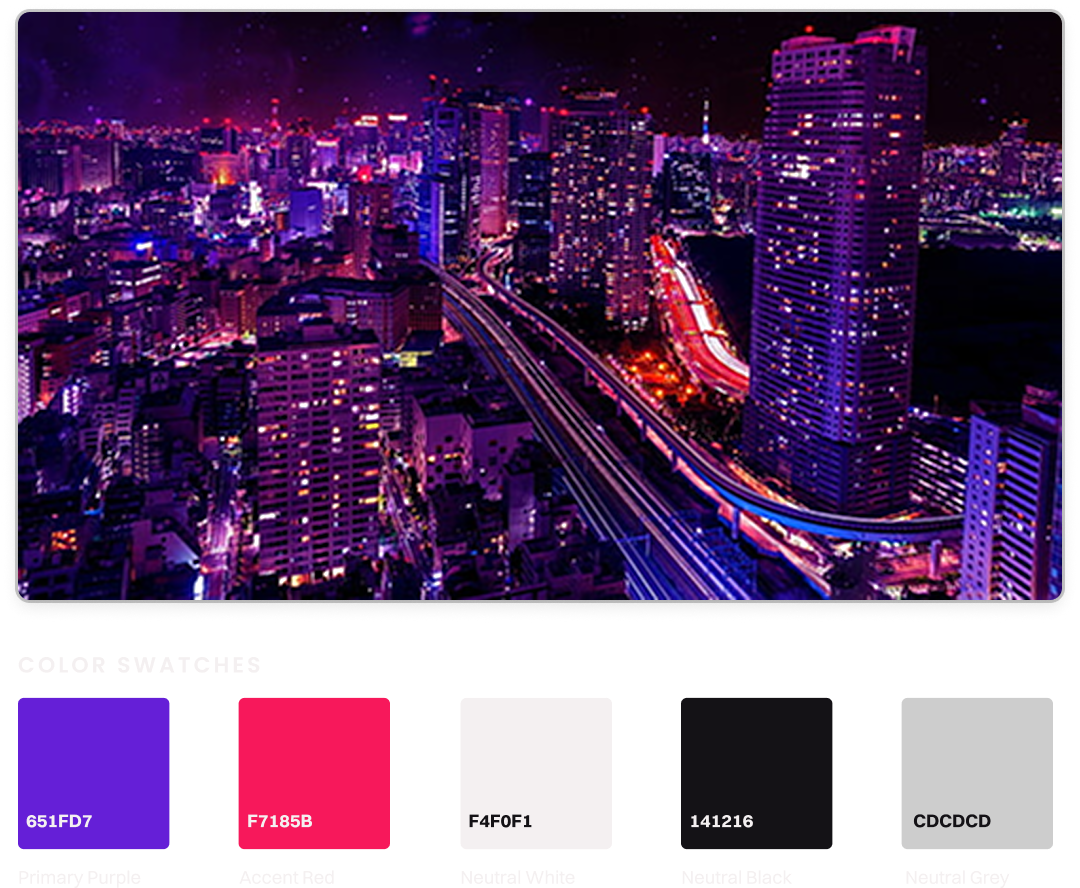 COLOR SWATCHES
651FD7
F7185B
F4F0F1
141216
CDCDCD
Primary Purple
Accent Red
Neutral White
Neutral Black
Neutral Grey